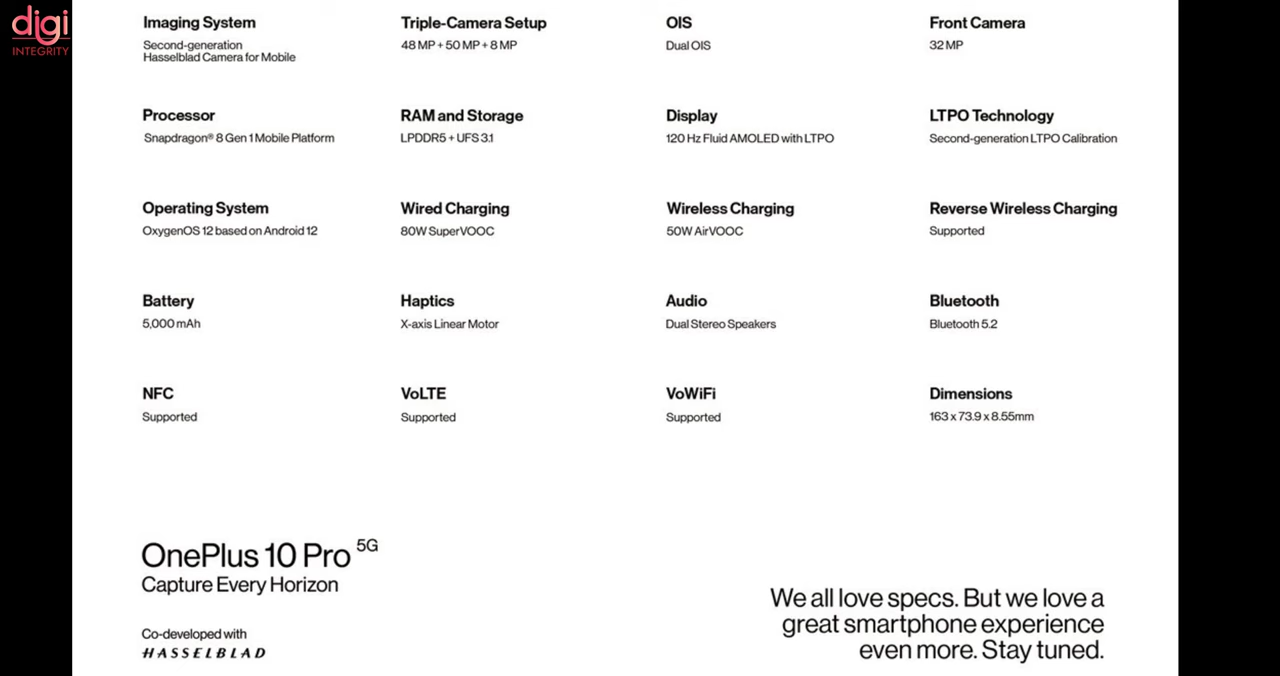 digi
INTEGRITY
Imaging System
Second-generation
Hasselblad Camera for Mobile
Triple-Camera Setup
48 MP + 50 MP + 8 MP
OIS
Dual OIS
Front Camera
32 MP
Processor
Snapdragon® 8 Gen 1 Mobile Platform
RAM and Storage
LPDDR5 + UFS 3.1
Display
120 Hz Fluid AMOLED with LTPO
LTPO Technology
Second-generation LTPO Calibration
Operating System
OxygenOS 12 based on Android 12
Wired Charging
80W SuperVOOC
Wireless Charging
50W AirVOOC
Reverse Wireless Charging
Supported
Battery
5,000 mAh
Haptics
X-axis Linear Motor
Audio
Dual Stereo Speakers
Bluetooth
Bluetooth 5.2
NFC
Supported
VoLTE
Supported
VoWiFi
Supported
Dimensions
163 x 73.9 x 8.55mm
OnePlus 10 Pro 5G
Capture Every Horizon
Co-developed with
HASSELBLAD
We all love specs. But we love a
great smartphone experience
even more. Stay tuned.